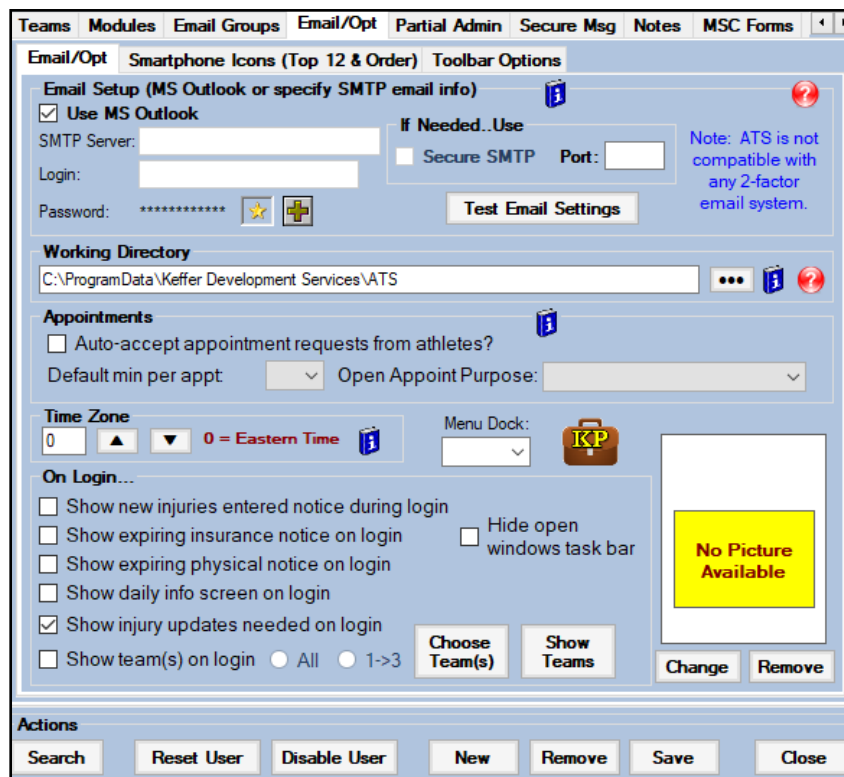 Teams Modules Email Groups Email/Opt Partial Admin Secure Msg Notes MSC Forms
Email/Opt Smartphone Icons (Top 12 & Order) Toolbar Options
Email Setup (MS Outlook or specify SMTP email info)
Use MS Outlook
SMTP Server:
Login:
Password: ************
If Needed..Use
Secure SMTP Port:
Test Email Settings
Note: ATS is not
compatible with
any 2-factor
email system.
Working Directory
C:\ProgramData\Keffer Development Services\ATS
•••
Appointments
Auto-accept appointment requests from athletes?
Default min per appt: Open Appoint Purpose:
Time Zone
0 0 = Eastern Time
Menu Dock:
KP
On Login...
Show new injuries entered notice during login
Show expiring insurance notice on login
Show expiring physical notice on login
Show daily info screen on login
Show injury updates needed on login
Show team(s) on login All 1->3
Hide open
windows task bar
Choose
Team(s)
Show
Teams
No Picture
Available
Change Remove
Actions
Search Reset User Disable User New Remove Save Close